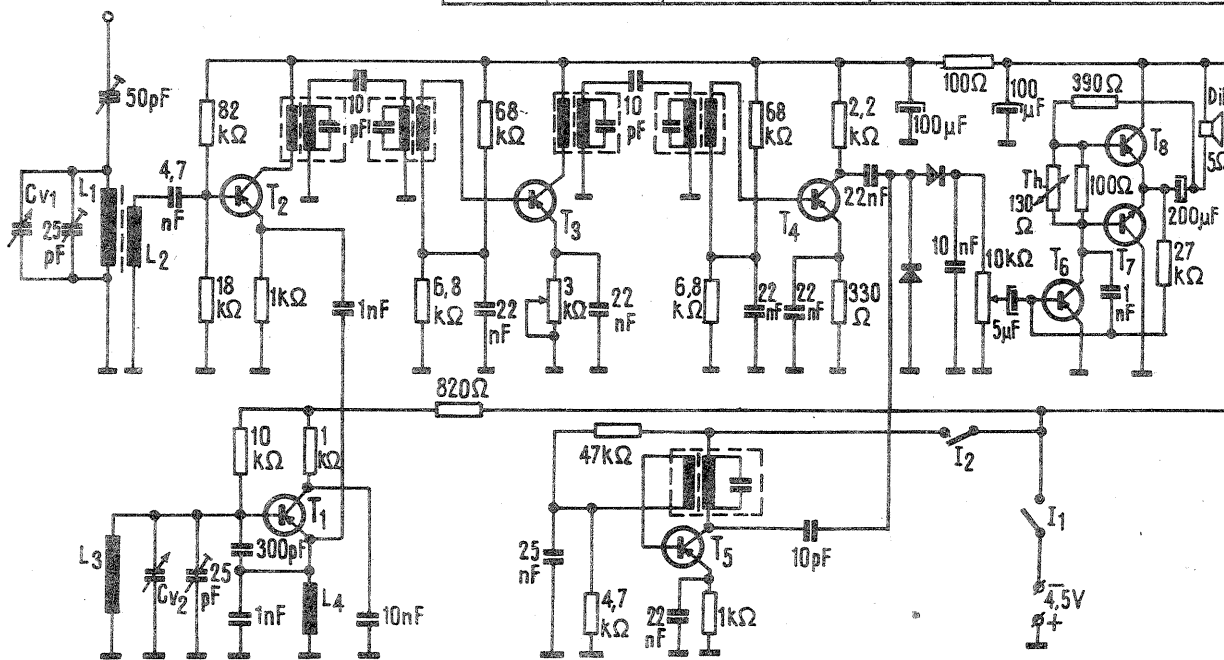 50pF
Cv1
25 pF
L1
L2
4,7 nF
82 kΩ
18 kΩ
T2
1kΩ
1nF
10 pF
68 kΩ
6,8 kΩ
22 nF
T3
3 kΩ
22 nF
10 pF
68 kΩ
6,8 kΩ
22 nF
22 nF
2,2 kΩ
T4
330 Ω
22nF
100µF
100Ω
100 µF
10 nF
10kΩ
5µF
390Ω
Th.
130 Ω
100Ω
T8
T7
T6
1 nF
200µF
27 kΩ
5Ω
820Ω
10 kΩ
1 kΩ
T1
300pF
L3
Cv2
25 pF
1nF
L4
10nF
47kΩ
25 nF
4,7 kΩ
22 nF
T5
1kΩ
10pF
I2
I1
−
4,5V
+